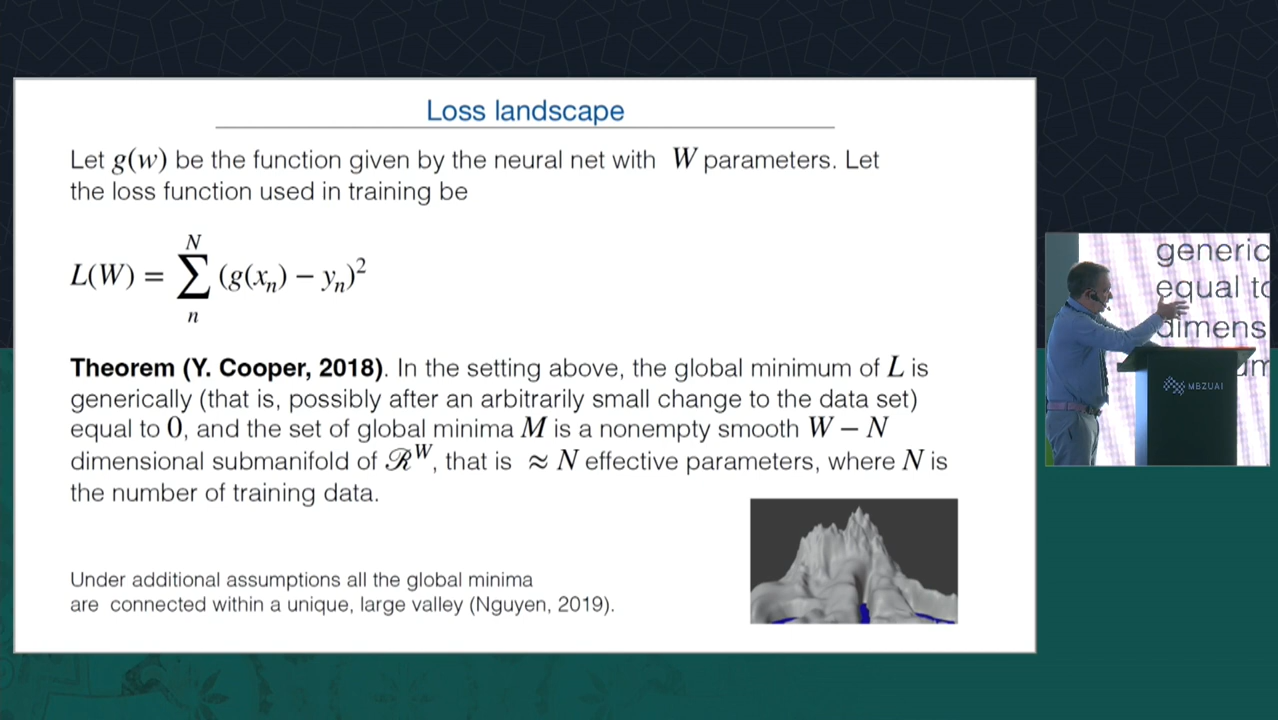 Loss landscape
Let g(w) be the function given by the neural net with W parameters. Let
the loss function used in training be
N
L(W) = ∑ (g(xₙ) − yₙ)²
n
Theorem (Y. Cooper, 2018). In the setting above, the global minimum of L is
generically (that is, possibly after an arbitrarily small change to the data set)
equal to 0, and the set of global minima M is a nonempty smooth W − N
dimensional submanifold of ℛᵂ, that is ≈ N effective parameters, where N is
the number of training data.
Under additional assumptions all the global minima
are connected within a unique, large valley (Nguyen, 2019).
generic
equal to
dimens
um
MBZUAI